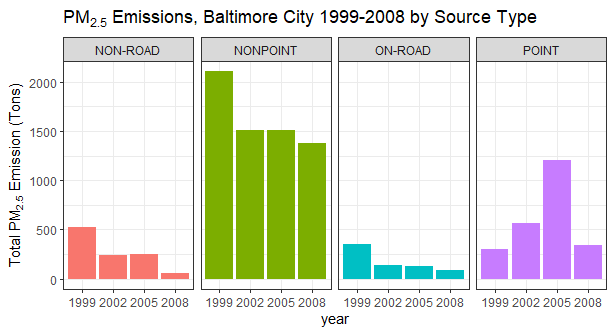 PM2.5 Emissions, Baltimore City 1999-2008 by Source Type
NON-ROAD NONPOINT ON-ROAD POINT
Total PM2.5 Emission (Tons)
2000
1500
1000
500
0
1999 2002 2005 2008 1999 2002 2005 2008 1999 2002 2005 2008 1999 2002 2005 2008
year